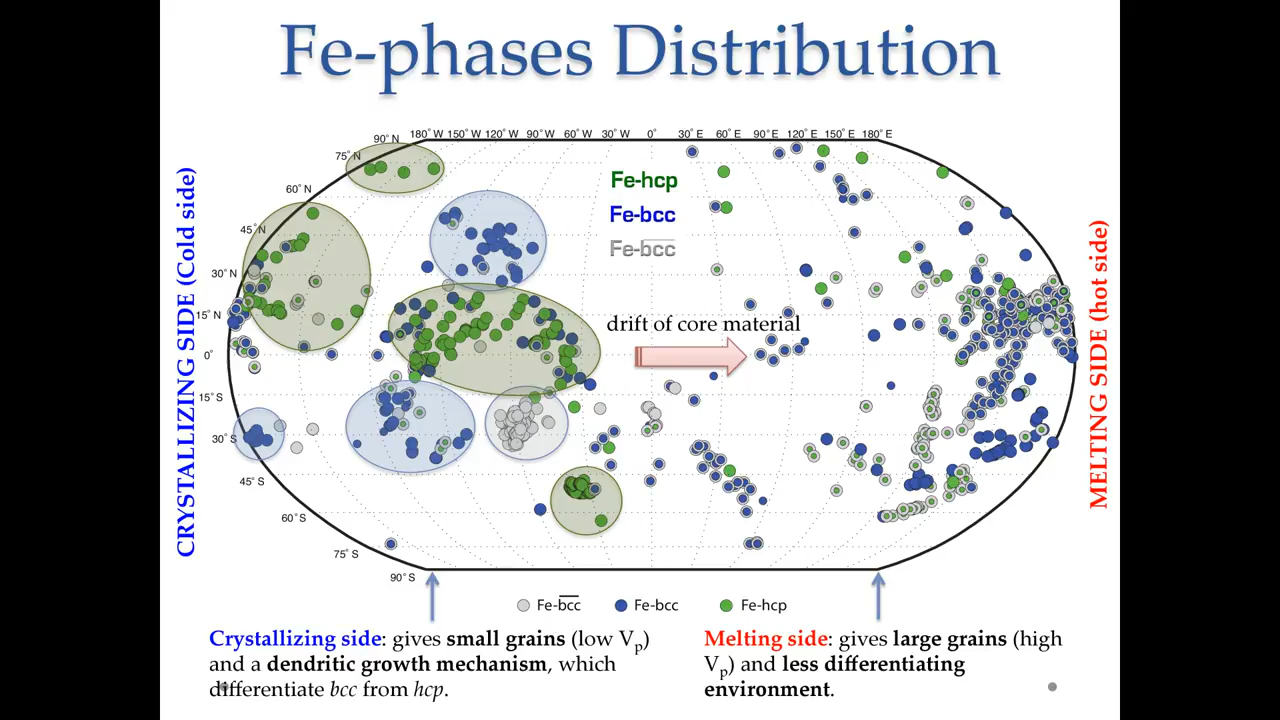 Fe-phases Distribution
180° W 150° W 120° W 90° W 60° W 30° W 0° 30° E 60° E 90° E 120° E 150° E 180° E
90° N
75° N
60° N
45° N
30° N
15° N
0°
15° S
30° S
45° S
60° S
75° S
90° S
CRYSTALLIZING SIDE (Cold side)
Fe-hcp
Fe-bcc
Fe-b̅c̅c̅
drift of core material
MELTING SIDE (hot side)
Fe-b̅c̅c̅ Fe-bcc Fe-hcp
Crystallizing side: gives small grains (low Vp)
and a dendritic growth mechanism, which
differentiate bcc from hcp.
Melting side: gives large grains (high
Vp) and less differentiating
environment.